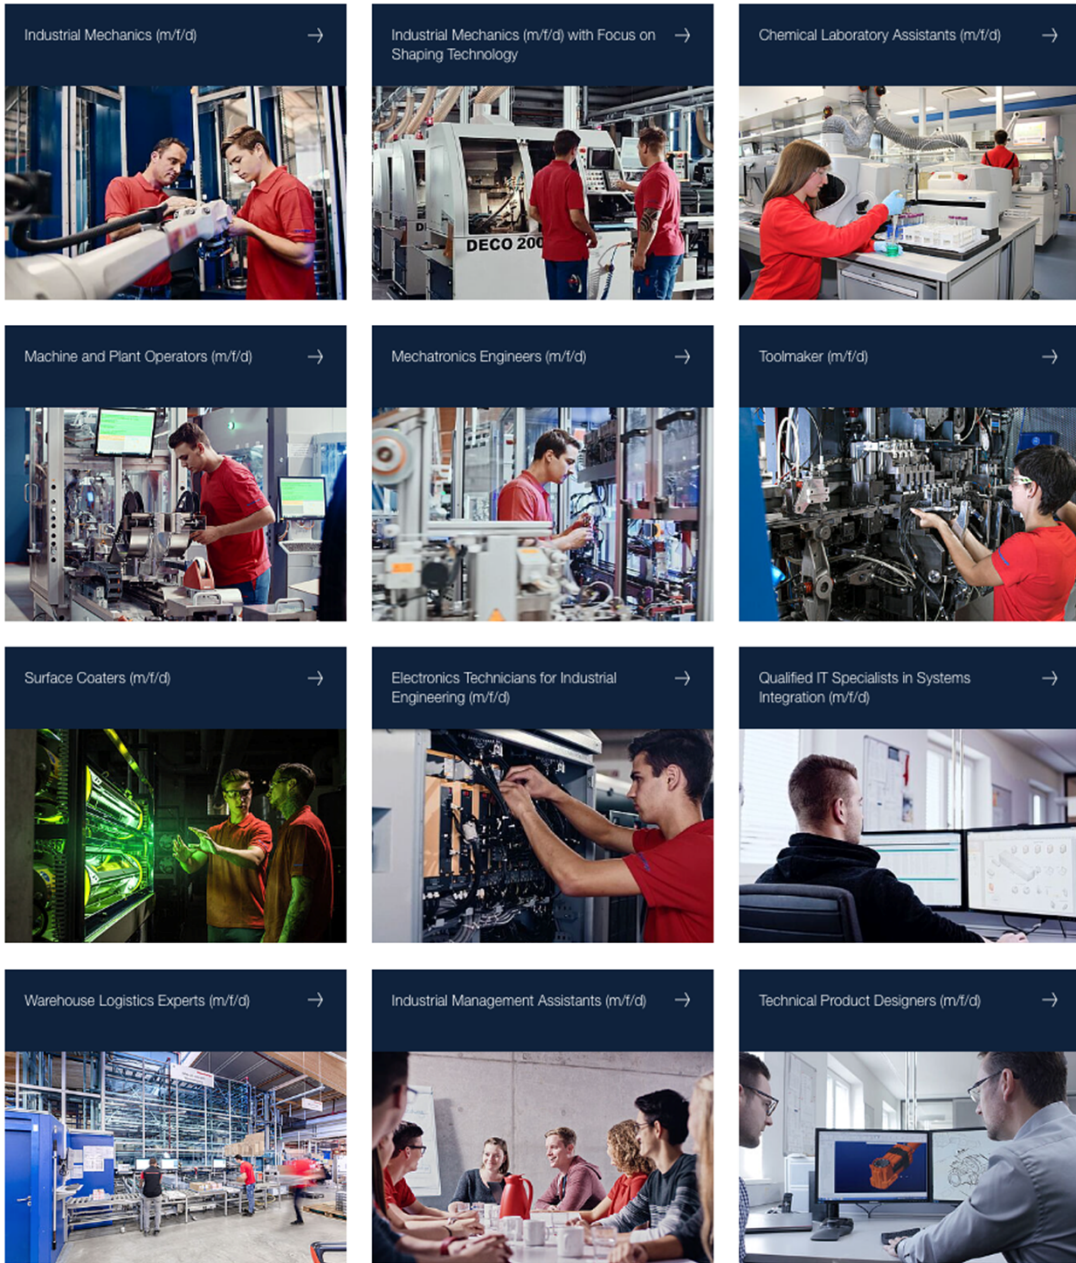 Industrial Mechanics (m/f/d)
Industrial Mechanics (m/f/d) with Focus on
Shaping Technology
Chemical Laboratory Assistants (m/f/d)
DECO 200
Machine and Plant Operators (m/f/d)
Mechatronics Engineers (m/f/d)
Toolmaker (m/f/d)
Surface Coaters (m/f/d)
Electronics Technicians for Industrial
Engineering (m/f/d)
Qualified IT Specialists in Systems
Integration (m/f/d)
Warehouse Logistics Experts (m/f/d)
Industrial Management Assistants (m/f/d)
Technical Product Designers (m/f/d)